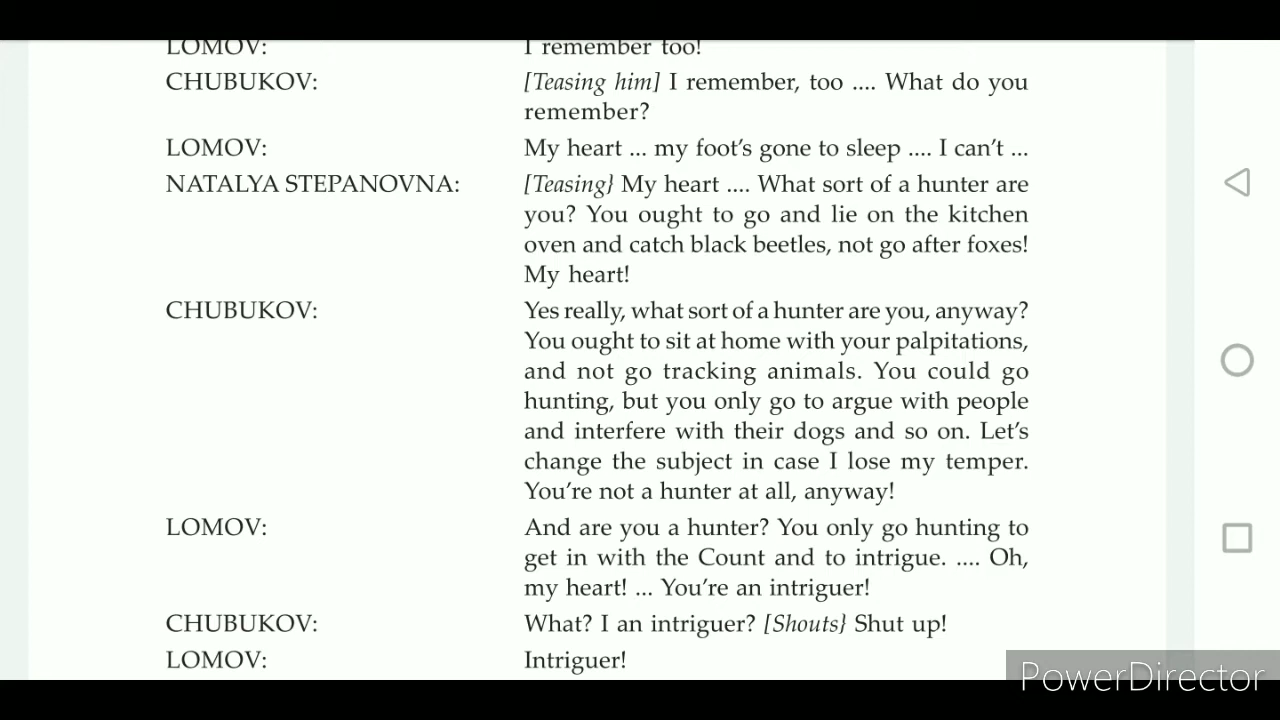 LOMOV: I remember too!
CHUBUKOV: [Teasing him] I remember, too .... What do you
remember?
LOMOV: My heart ... my foot's gone to sleep .... I can't ...
NATALYA STEPANOVNA: [Teasing} My heart .... What sort of a hunter are
you? You ought to go and lie on the kitchen
oven and catch black beetles, not go after foxes!
My heart!
CHUBUKOV: Yes really, what sort of a hunter are you, anyway?
You ought to sit at home with your palpitations,
and not go tracking animals. You could go
hunting, but you only go to argue with people
and interfere with their dogs and so on. Let's
change the subject in case I lose my temper.
You're not a hunter at all, anyway!
LOMOV: And are you a hunter? You only go hunting to
get in with the Count and to intrigue. .... Oh,
my heart! ... You're an intriguer!
CHUBUKOV: What? I an intriguer? [Shouts} Shut up!
LOMOV: Intriguer!
PowerDirector